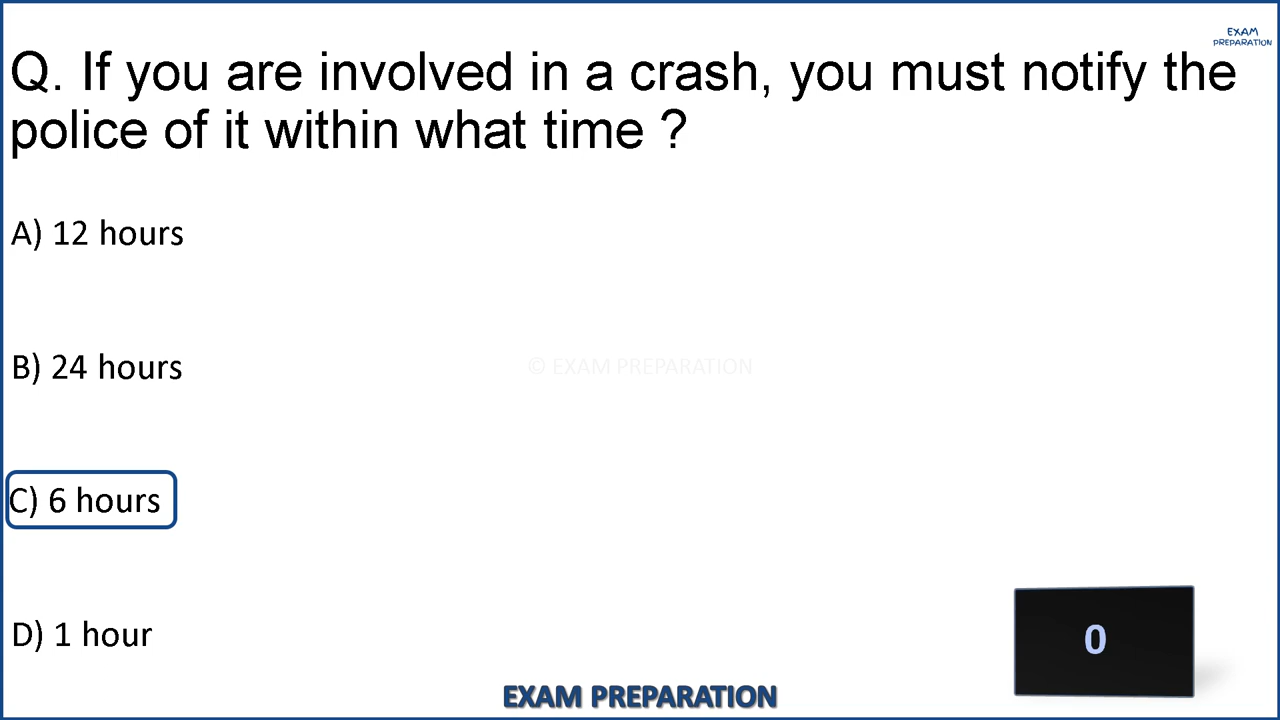 EXAM
PREPARATION
Q. If you are involved in a crash, you must notify the
police of it within what time ?
A) 12 hours
B) 24 hours
© EXAM PREPARATION
C) 6 hours
D) 1 hour
0
EXAM PREPARATION